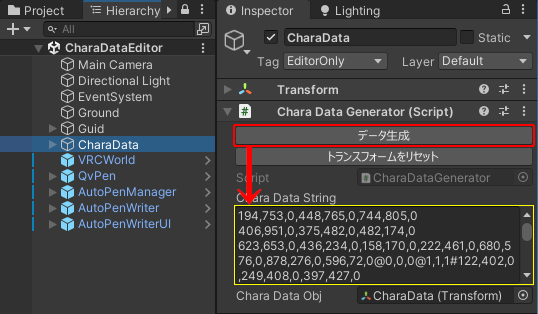 Hierarchy
Inspector
Lighting
All
CharaDataEditor
Main Camera
Directional Light
EventSystem
Ground
Guid
CharaData
VRCWorld
QvPen
AutoPenManager
AutoPenWriter
AutoPenWriterUI
CharaData
Static
Tag EditorOnly Layer Default
Transform
Chara Data Generator (Script)
データ生成
トランスフォームをリセット
Script CharaDataGenerator
Chara Data String
194,753,0,448,765,0,744,805,0
406,951,0,375,482,0,482,174,0
623,653,0,436,234,0,158,170,0,222,461,0,680,5
76,0,878,276,0,596,72,0@0,0,0@1,1,1#122,402,0
,249,408,0,397,427,0
Chara Data Obj CharaData (Transform)